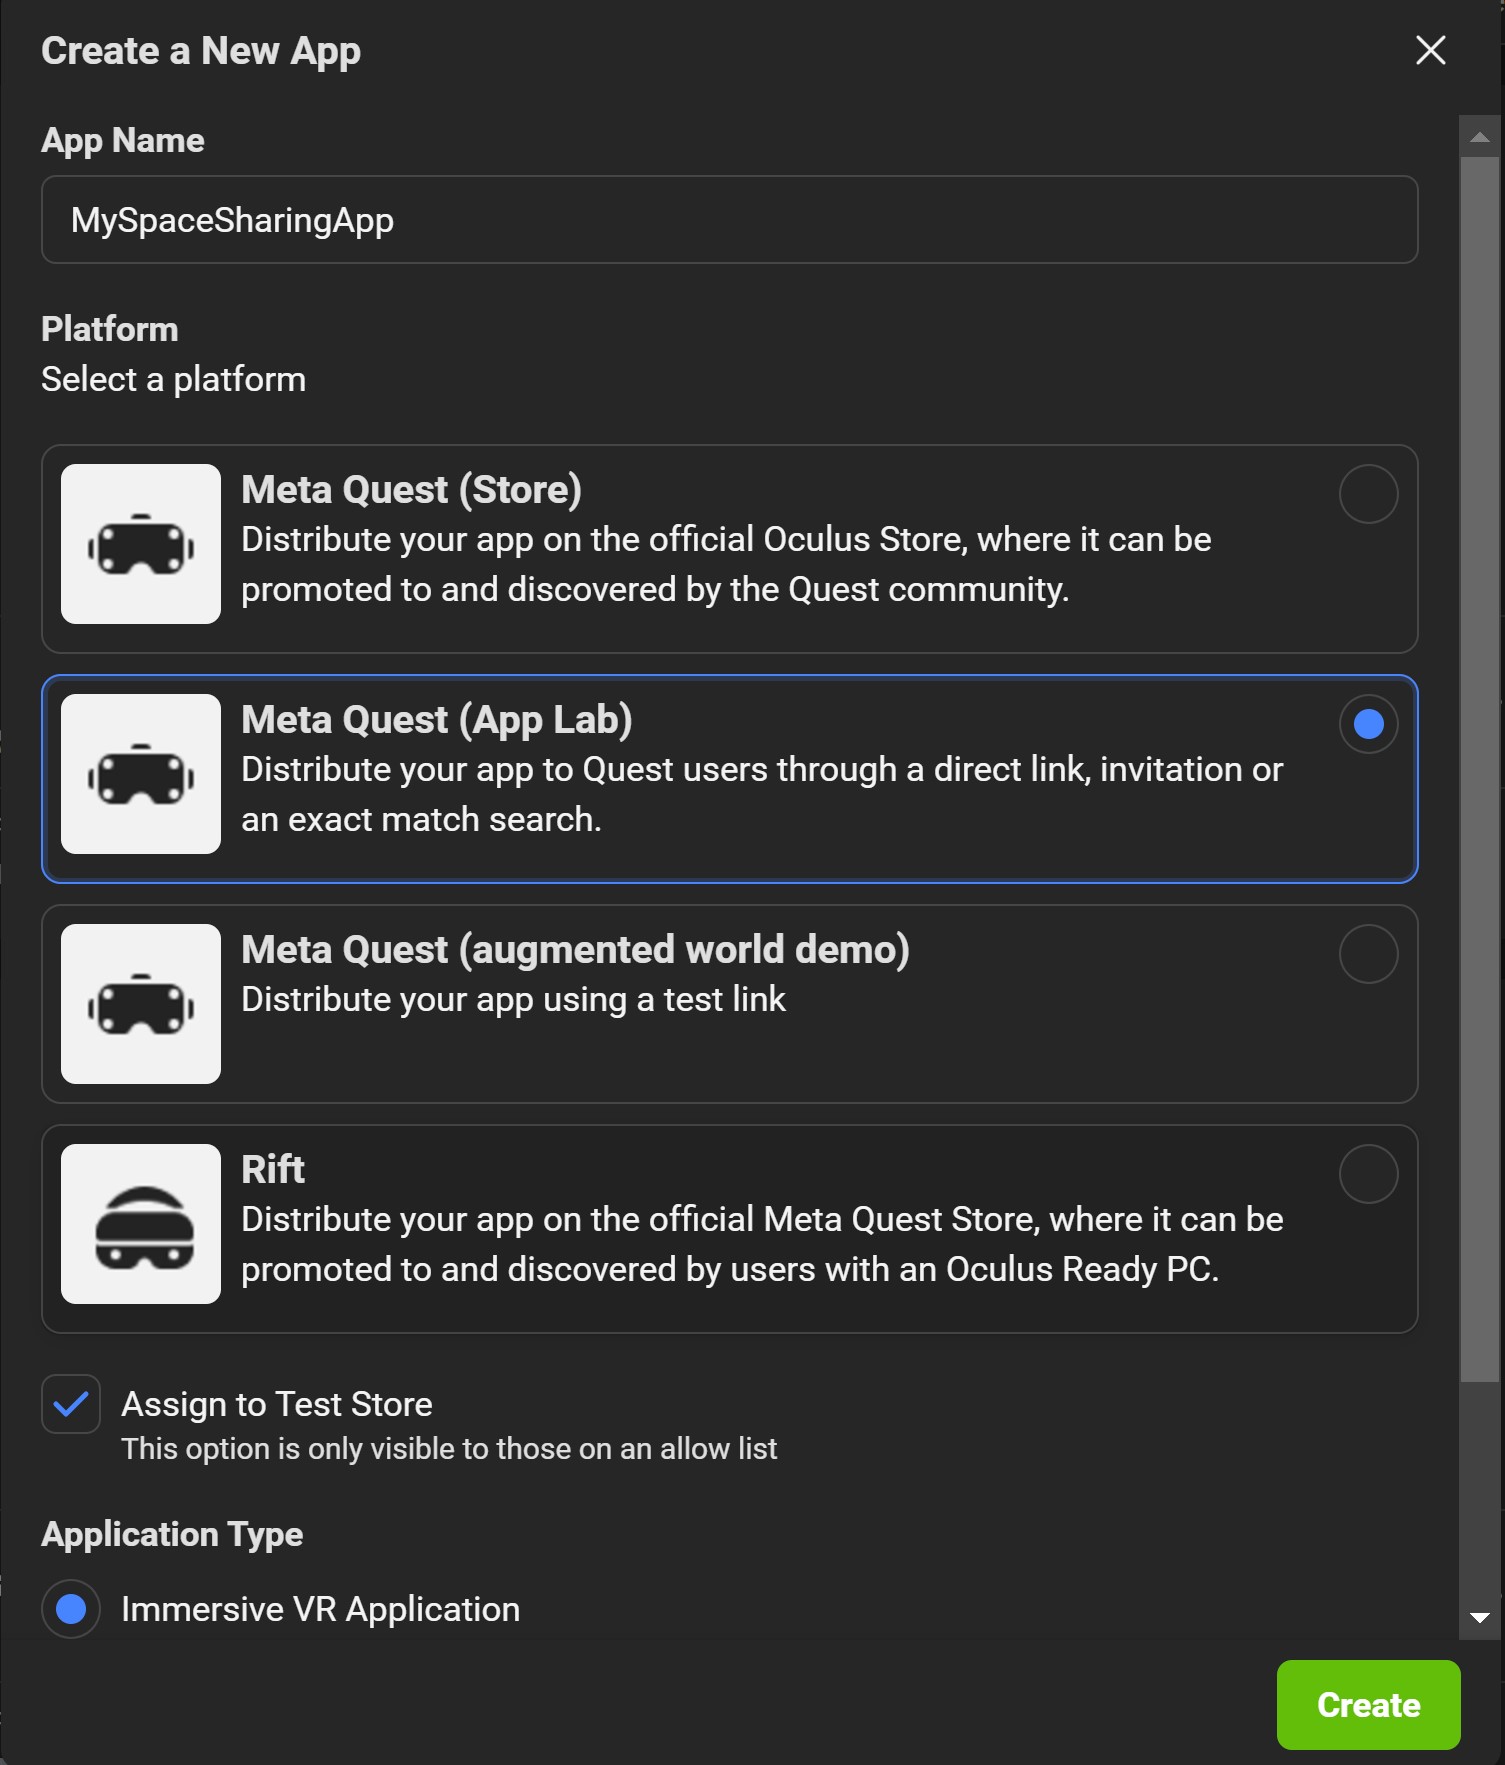 Create a New App
App Name
MySpaceSharingApp
Platform
Select a platform
Meta Quest (Store)
Distribute your app on the official Oculus Store, where it can be
promoted to and discovered by the Quest community.
Meta Quest (App Lab)
Distribute your app to Quest users through a direct link, invitation or
an exact match search.
Meta Quest (augmented world demo)
Distribute your app using a test link
Rift
Distribute your app on the official Meta Quest Store, where it can be
promoted to and discovered by users with an Oculus Ready PC.
Assign to Test Store
This option is only visible to those on an allow list
Application Type
Immersive VR Application
Create